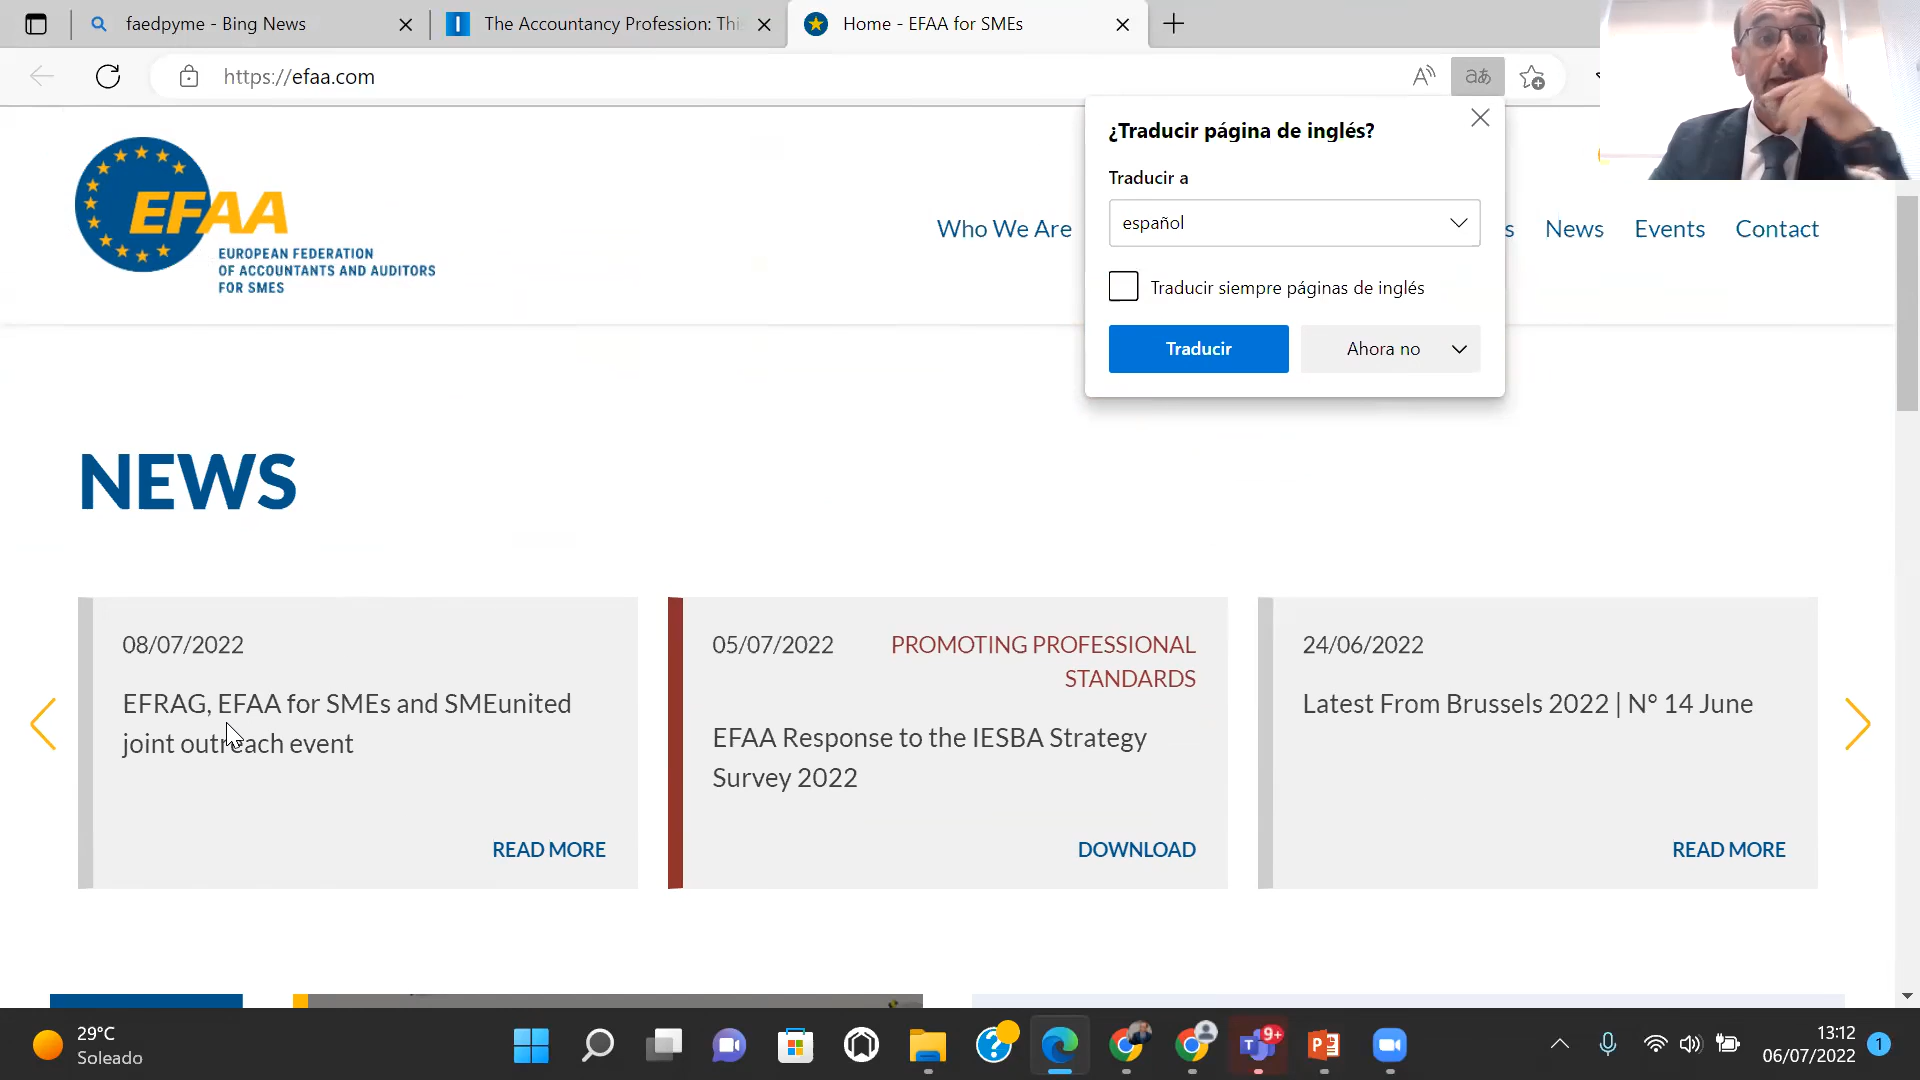 faedpyme - Bing News
The Accountancy Profession: Thi
Home - EFAA for SMEs
https://efaa.com
¿Traducir página de inglés?
Traducir a
español
Traducir siempre páginas de inglés
Traducir
Ahora no
EFAA
EUROPEAN FEDERATION
OF ACCOUNTANTS AND AUDITORS
FOR SMES
Who We Are
s
News
Events
Contact
NEWS
08/07/2022
EFRAG, EFAA for SMEs and SMEunited
joint outreach event
READ MORE
05/07/2022
PROMOTING PROFESSIONAL
STANDARDS
EFAA Response to the IESBA Strategy
Survey 2022
DOWNLOAD
24/06/2022
Latest From Brussels 2022 | N° 14 June
READ MORE
29°C
Soleado
9+
13:12
06/07/2022
1